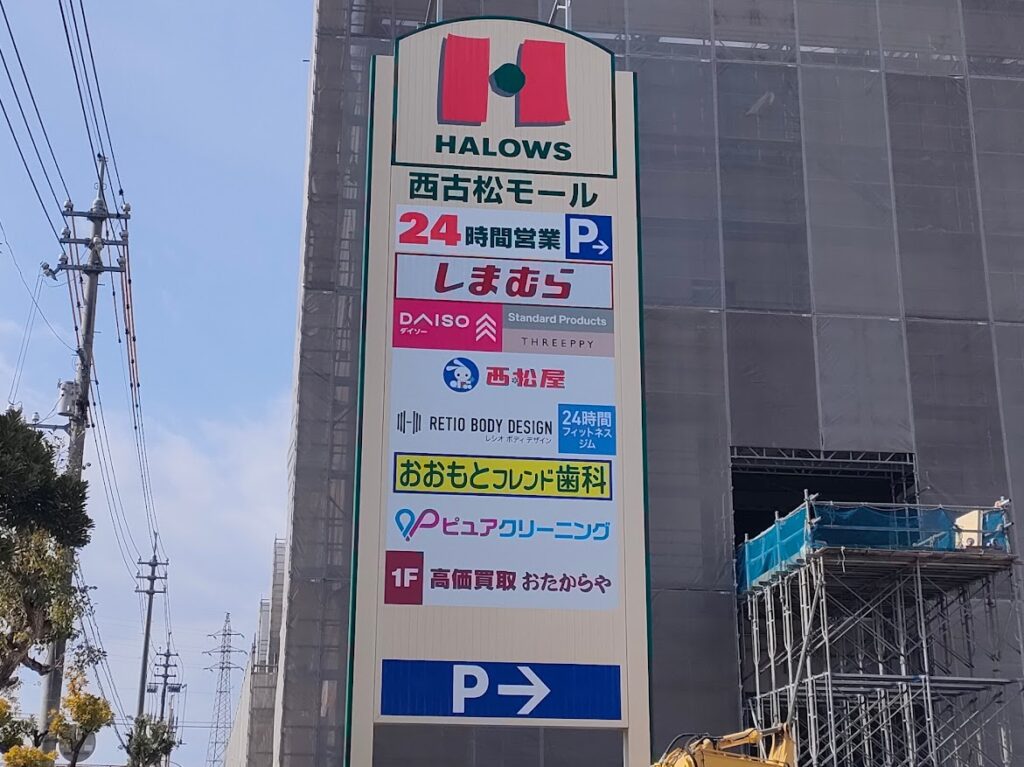 H
HALOWS
西古松モール
24時間営業 P→
しまむら
DAISO
ダイソー
Standard Products
THREEPPY
西松屋
RETIO BODY DESIGN
レシオ ボディ デザイン
24時間
フィットネス
ジム
おおもとフレンド歯科
ピュアクリーニング
1F 高価買取 おたからや
P→